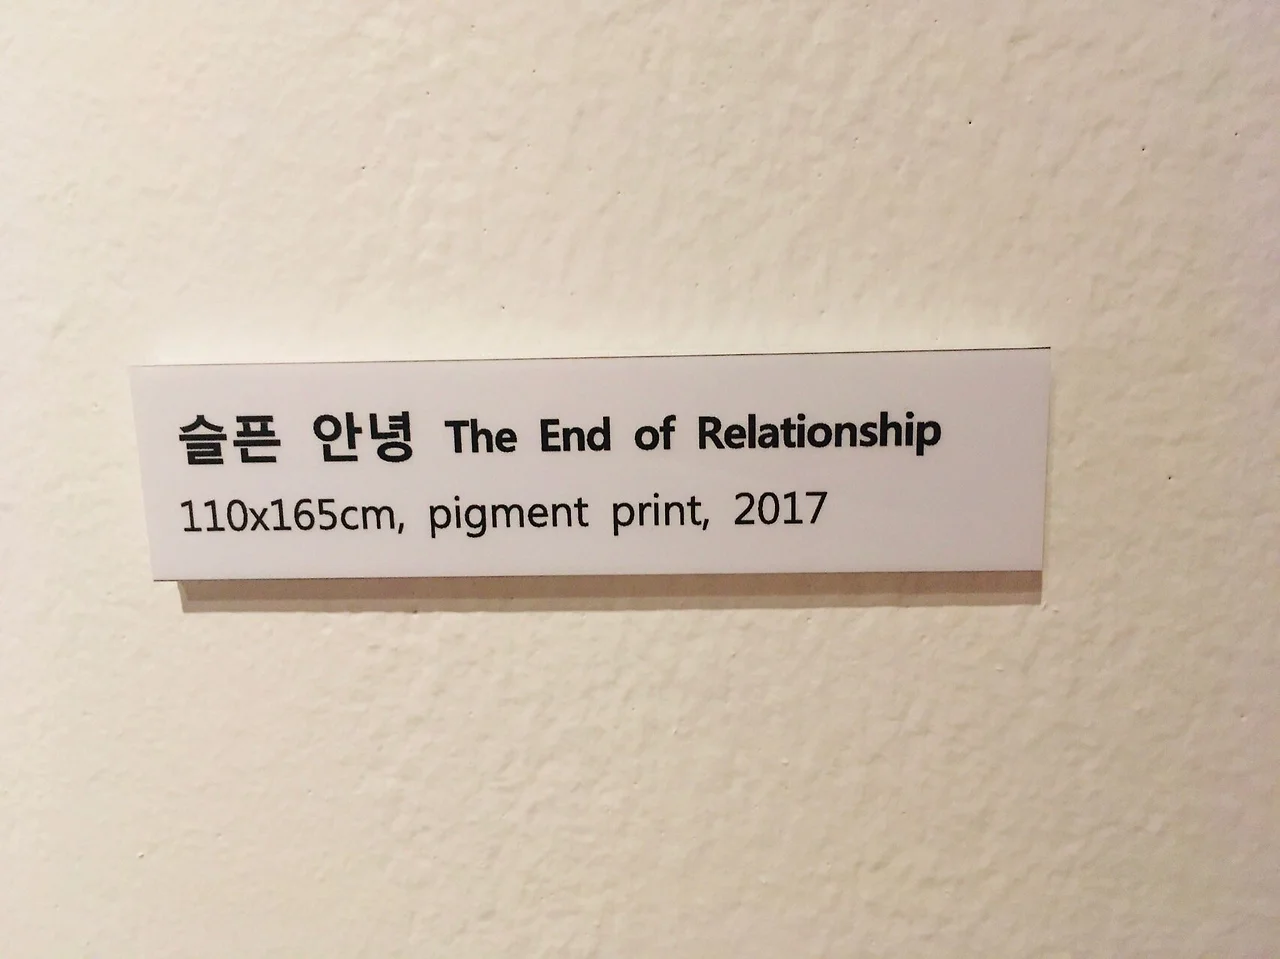 슬픈 안녕 The End of Relationship
110x165cm, pigment print, 2017